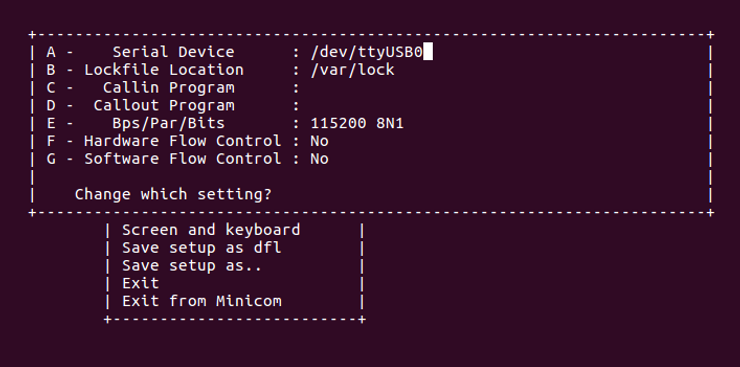 A -    Serial Device      : /dev/ttyUSB0
B - Lockfile Location     : /var/lock
C -   Callin Program      :
D -  Callout Program      :
E -    Bps/Par/Bits       : 115200 8N1
F - Hardware Flow Control : No
G - Software Flow Control : No
Change which setting?
Screen and keyboard
Save setup as dfl
Save setup as..
Exit
Exit from Minicom